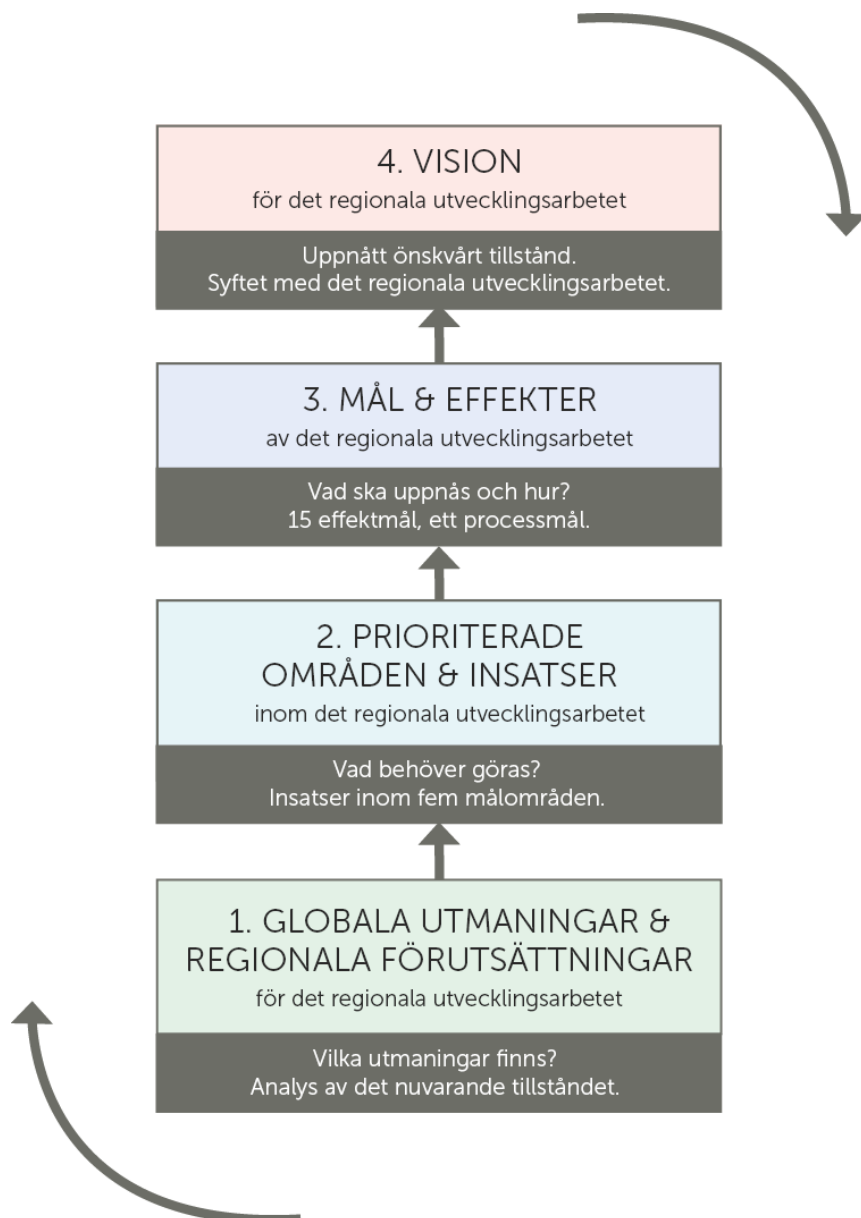 4. VISION
för det regionala utvecklingsarbetet
Uppnått önskvärt tillstånd.
Syftet med det regionala utvecklingsarbetet.
3. MÅL & EFFEKTER
av det regionala utvecklingsarbetet
Vad ska uppnås och hur?
15 effektmål, ett processmål.
2. PRIORITERADE
OMRÅDEN & INSATSER
inom det regionala utvecklingsarbetet
Vad behöver göras?
Insatser inom fem målområden.
1. GLOBALA UTMANINGAR &
REGIONALA FÖRUTSÄTTNINGAR
för det regionala utvecklingsarbetet
Vilka utmaningar finns?
Analys av det nuvarande tillståndet.